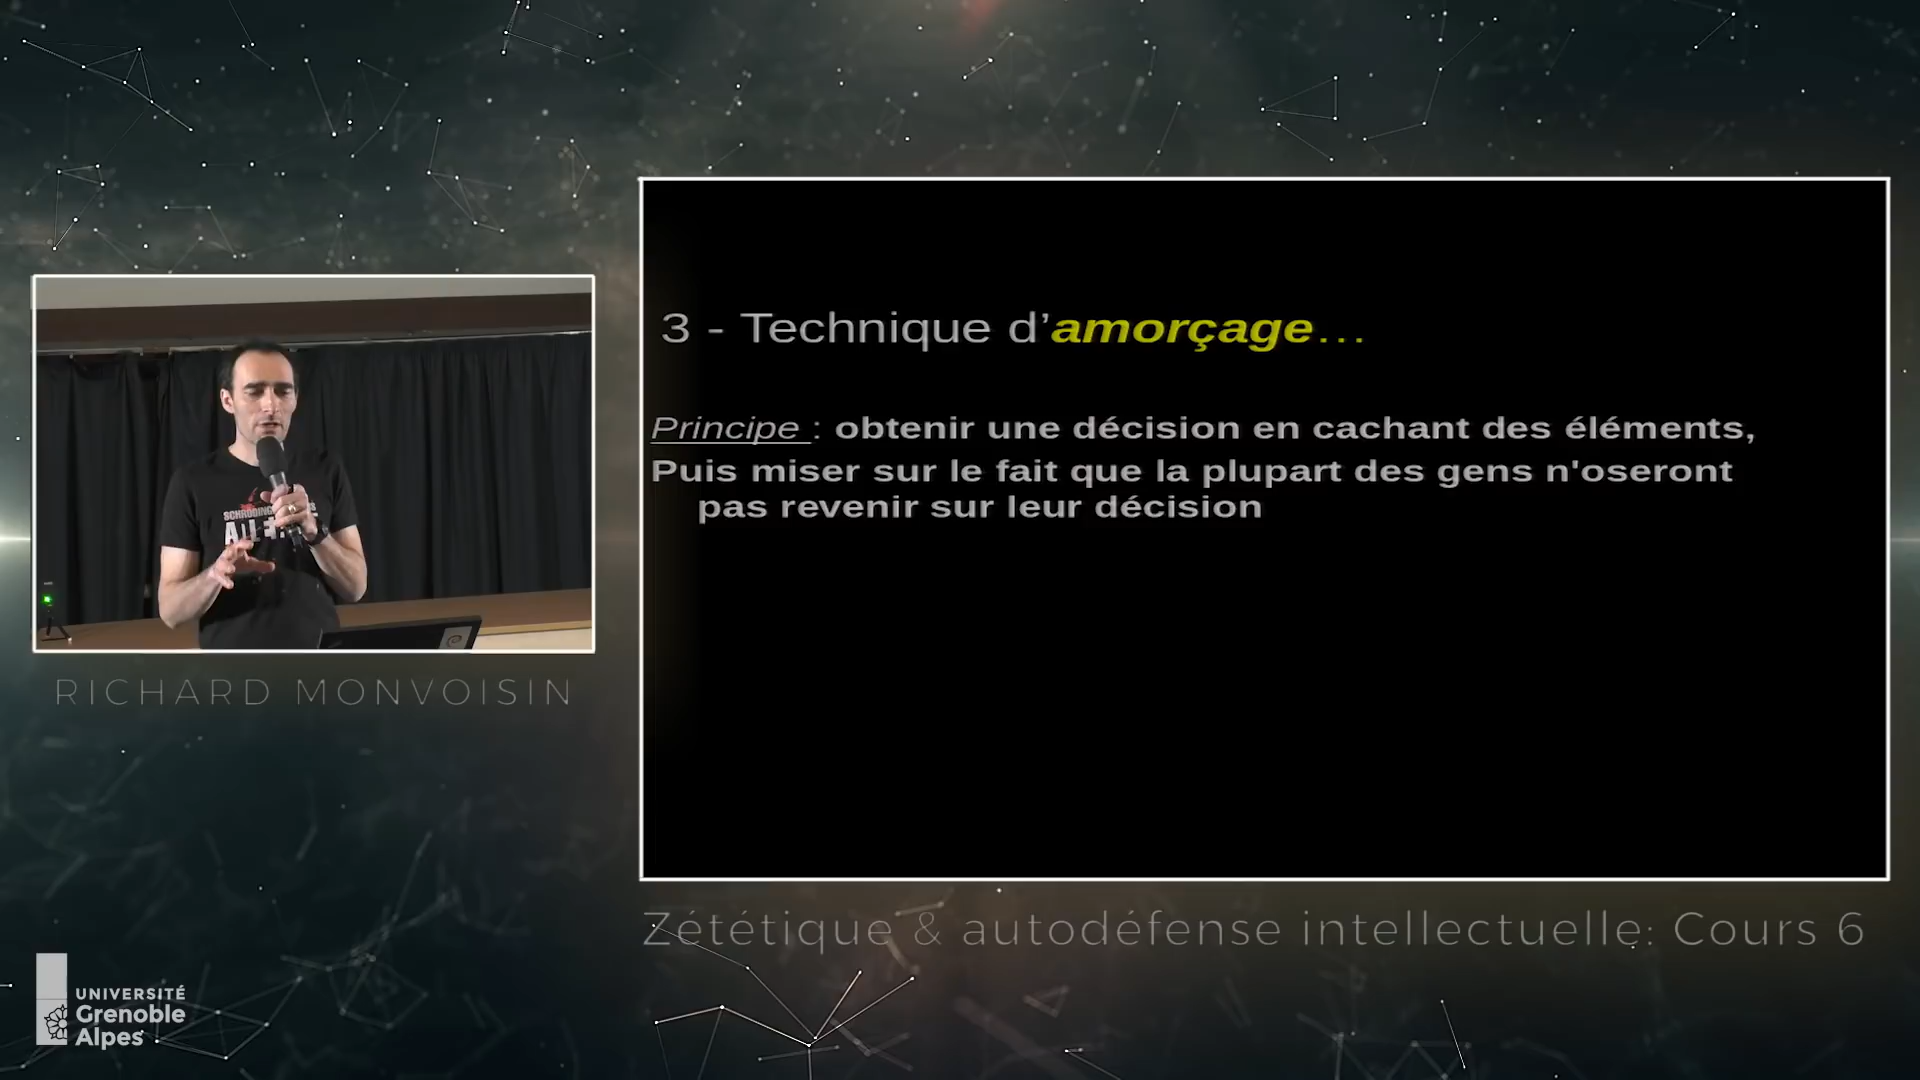 3 - Technique d’amorçage…
Principe : obtenir une décision en cachant des éléments,
Puis miser sur le fait que la plupart des gens n'oseront
pas revenir sur leur décision
RICHARD MONVOISIN
Zététique & autodéfense intellectuelle: Cours 6
UNIVERSITÉ
Grenoble
Alpes